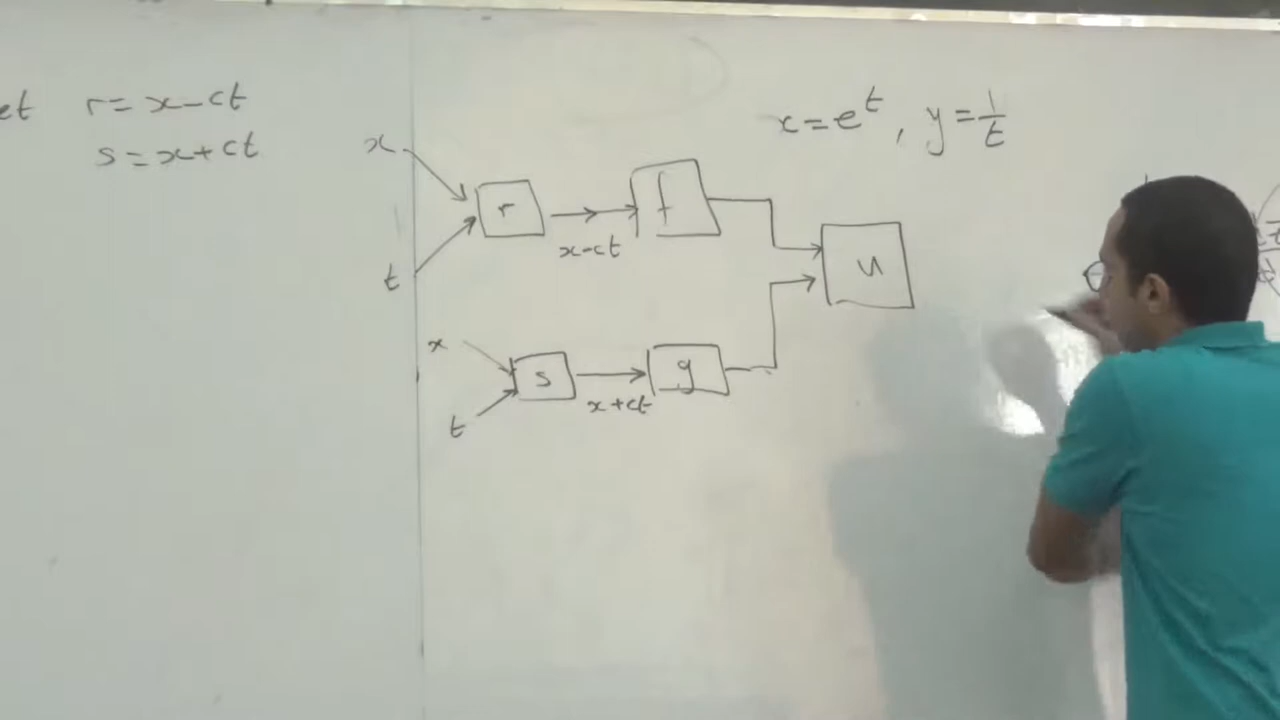 et r = x - ct
s = x + ct
x = e^t, y = 1/t
x
t
r
x - ct
f
u
x
t
s
x + ct
g